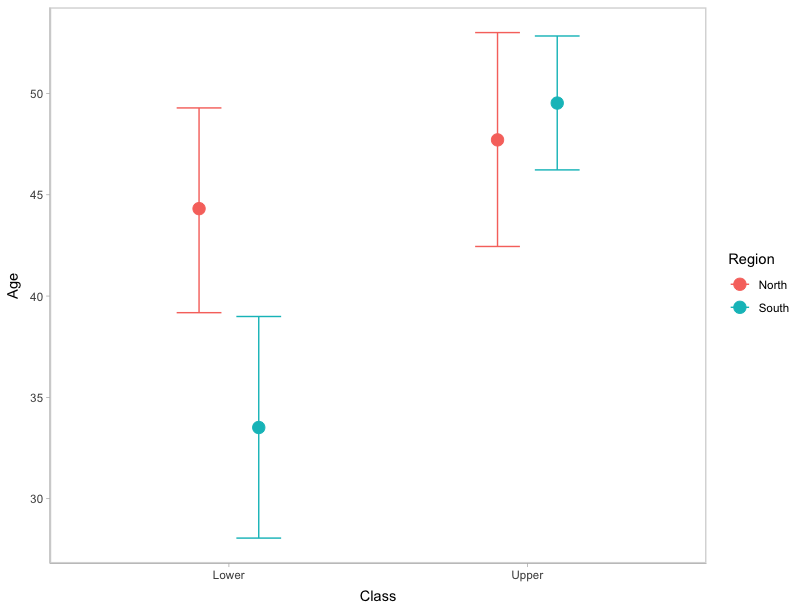 Age
50
45
40
35
30
Lower
Upper
Class
Region
North
South